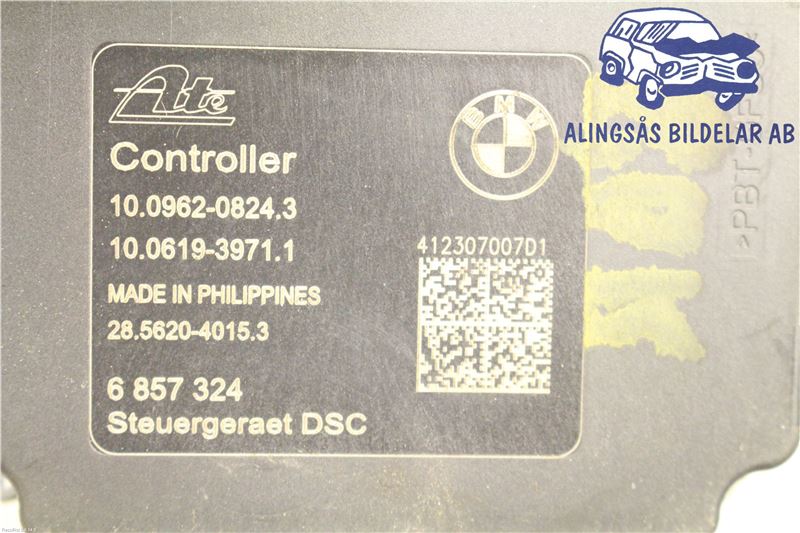 Ate
BMW
Controller
10.0962-0824.3
10.0619-3971.1
MADE IN PHILIPPINES
28.5620-4015.3
6 857 324
Steuergeraet DSC
412307007D1
ALINGSÅS BILDELAR AB